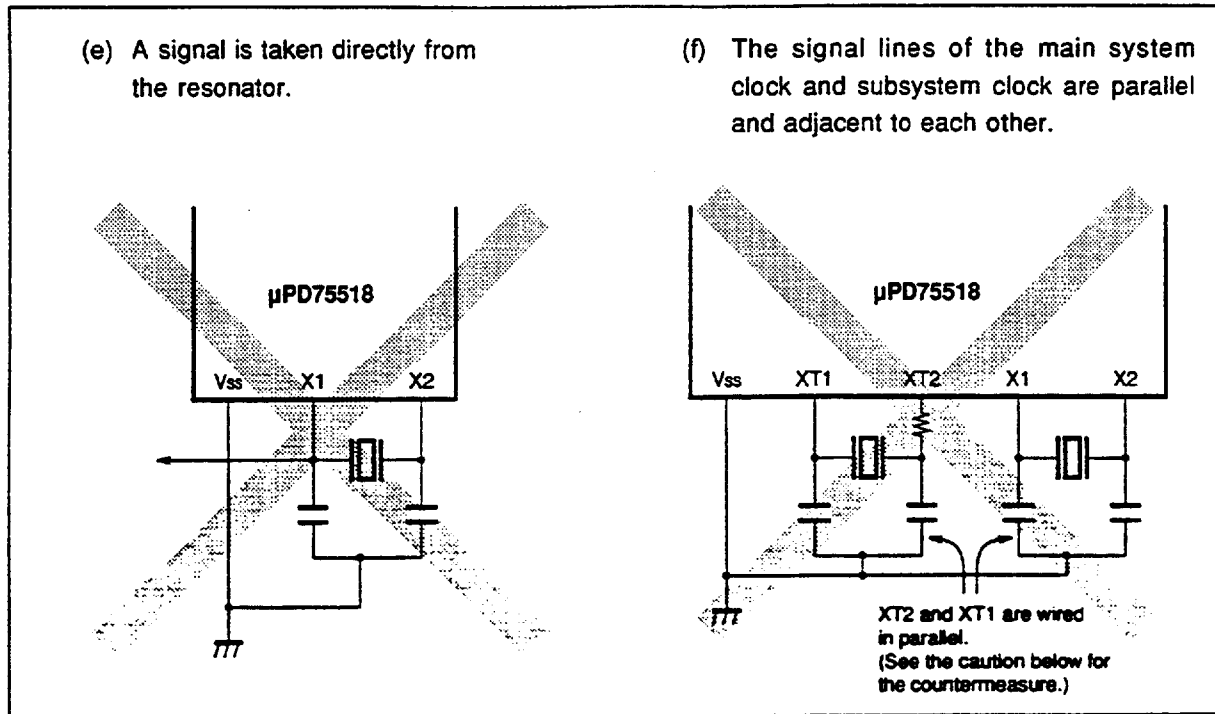 (e) A signal is taken directly from
the resonator.
µPD75518
Vss X1 X2
(f) The signal lines of the main system
clock and subsystem clock are parallel
and adjacent to each other.
µPD75518
Vss XT1 XT2 X1 X2
XT2 and XT1 are wired
in parallel.
(See the caution below for
the countermeasure.)